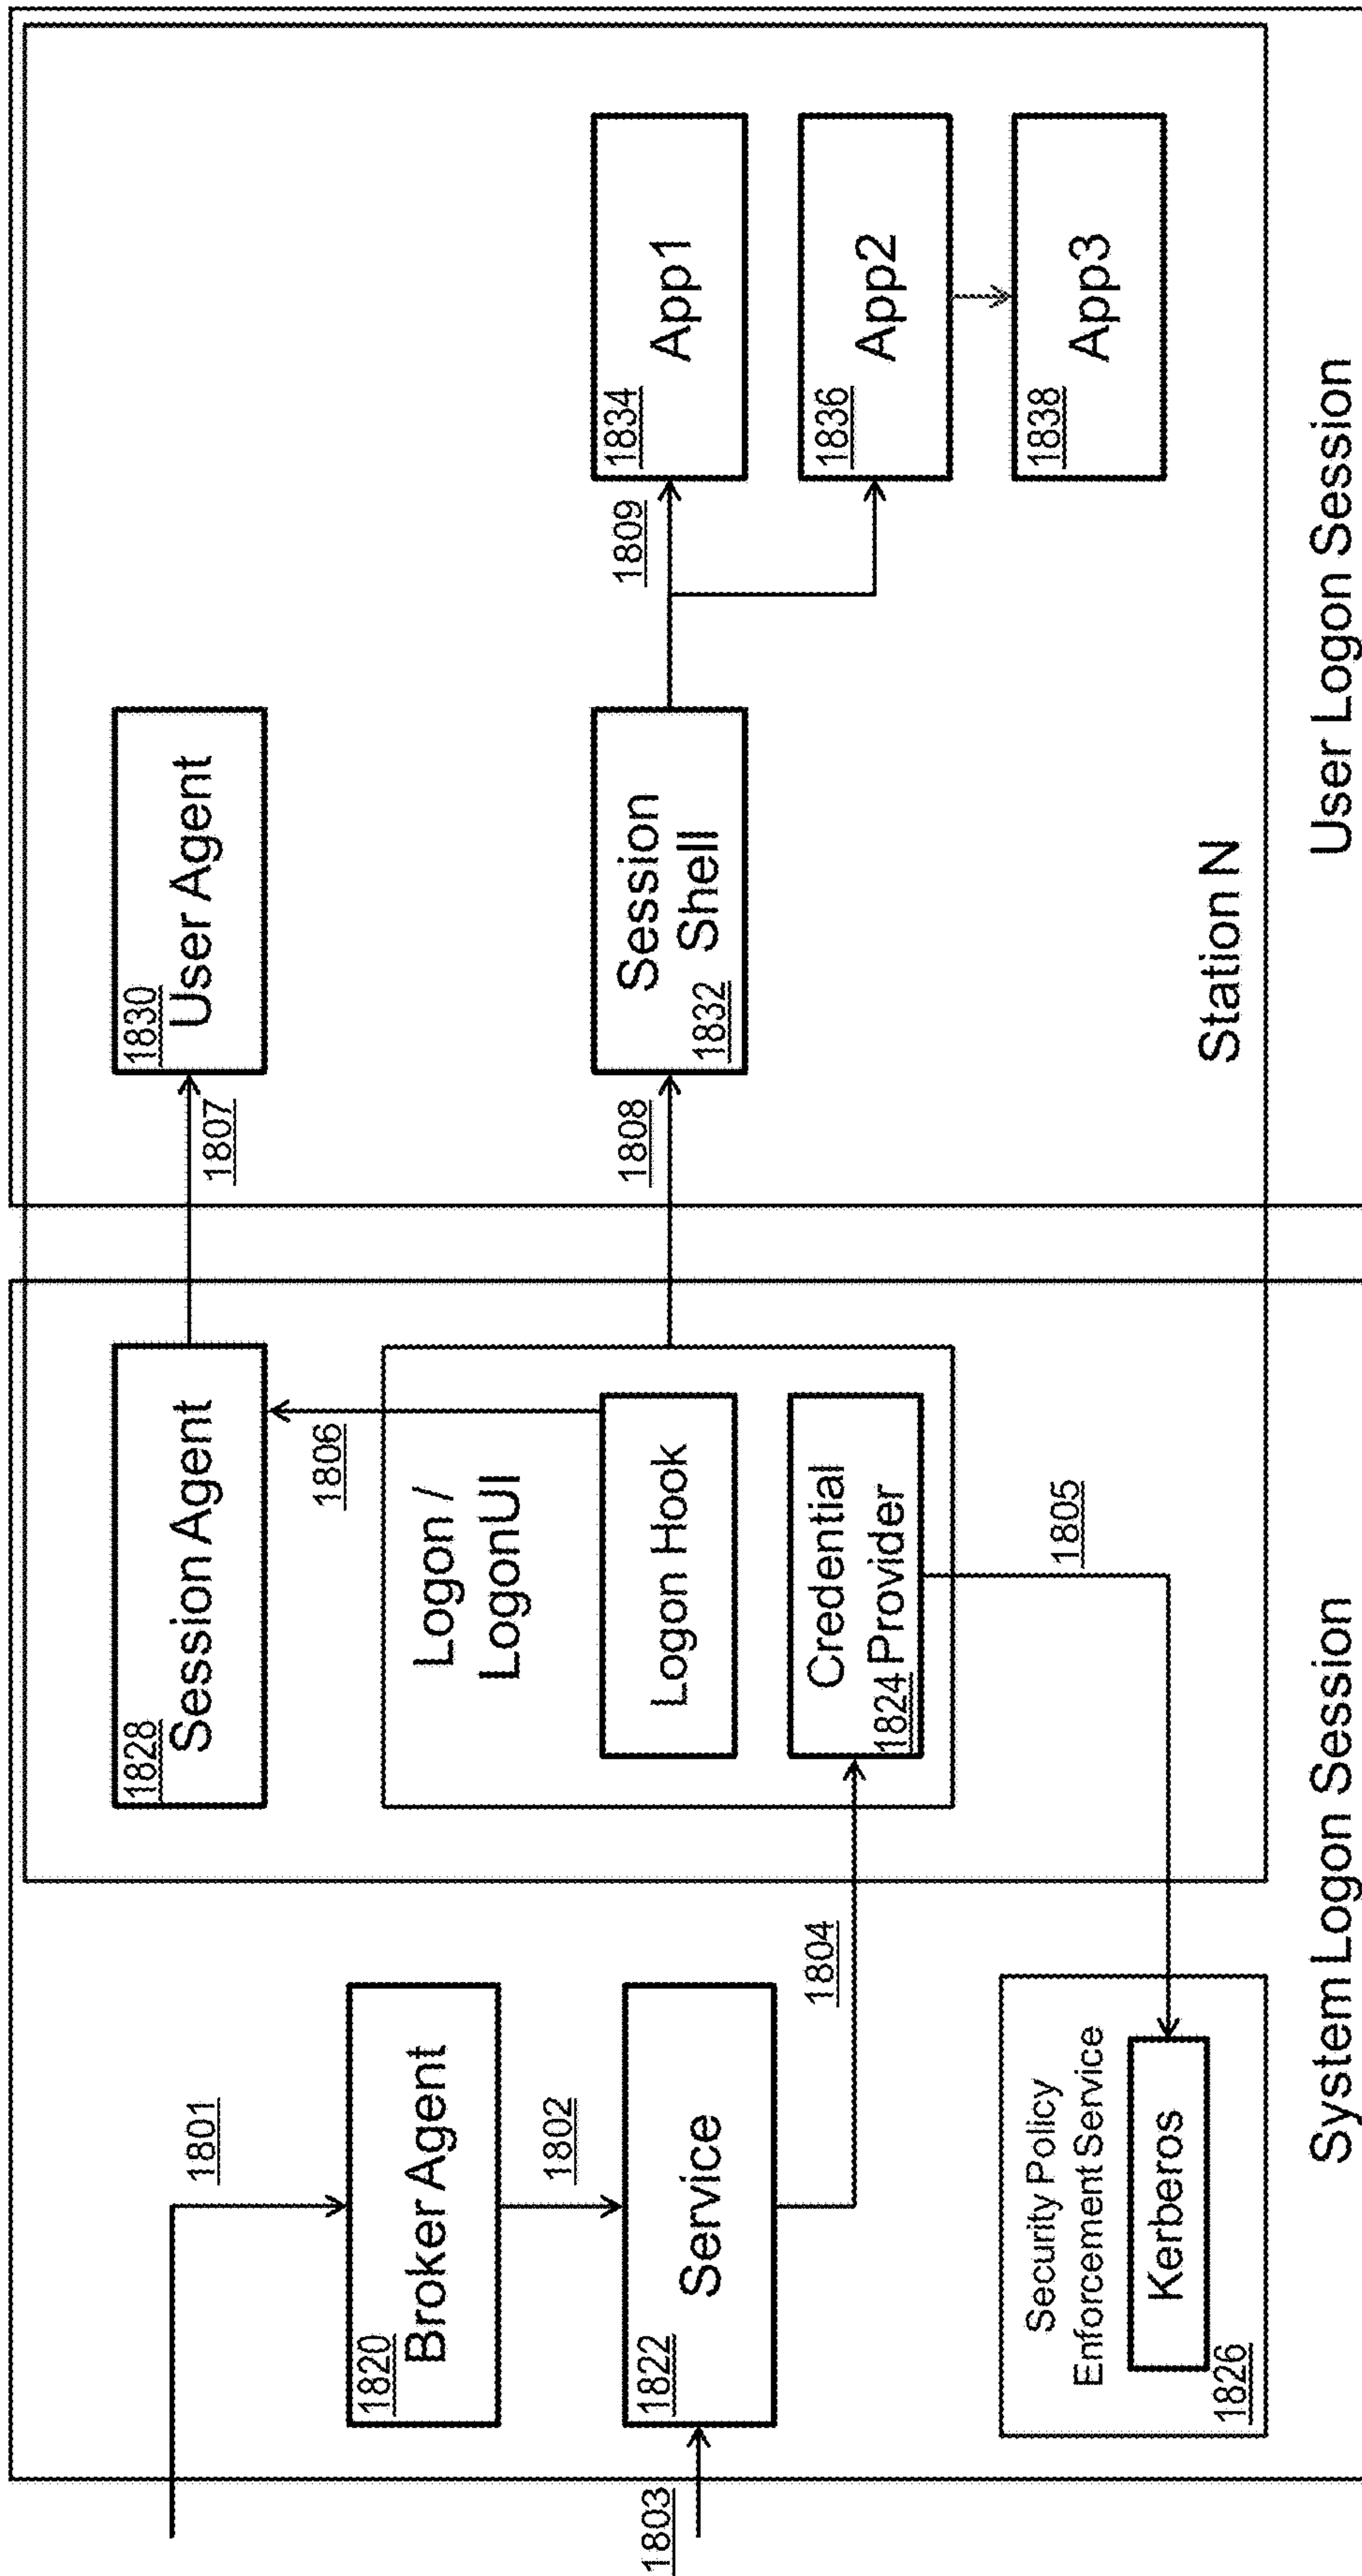 1801
1820
Broker Agent
1802
1822
Service
1803
1804
Security Policy
Enforcement Service
Kerberos
1826
1828
Session Agent
1806
Logon /
LogonUI
Logon Hook
Credential
1824 Provider
1805
System Logon Session
1807
1830
User Agent
1808
Session
Shell
1832
1809
1834
App1
1836
App2
1838
App3
Station N
User Logon Session